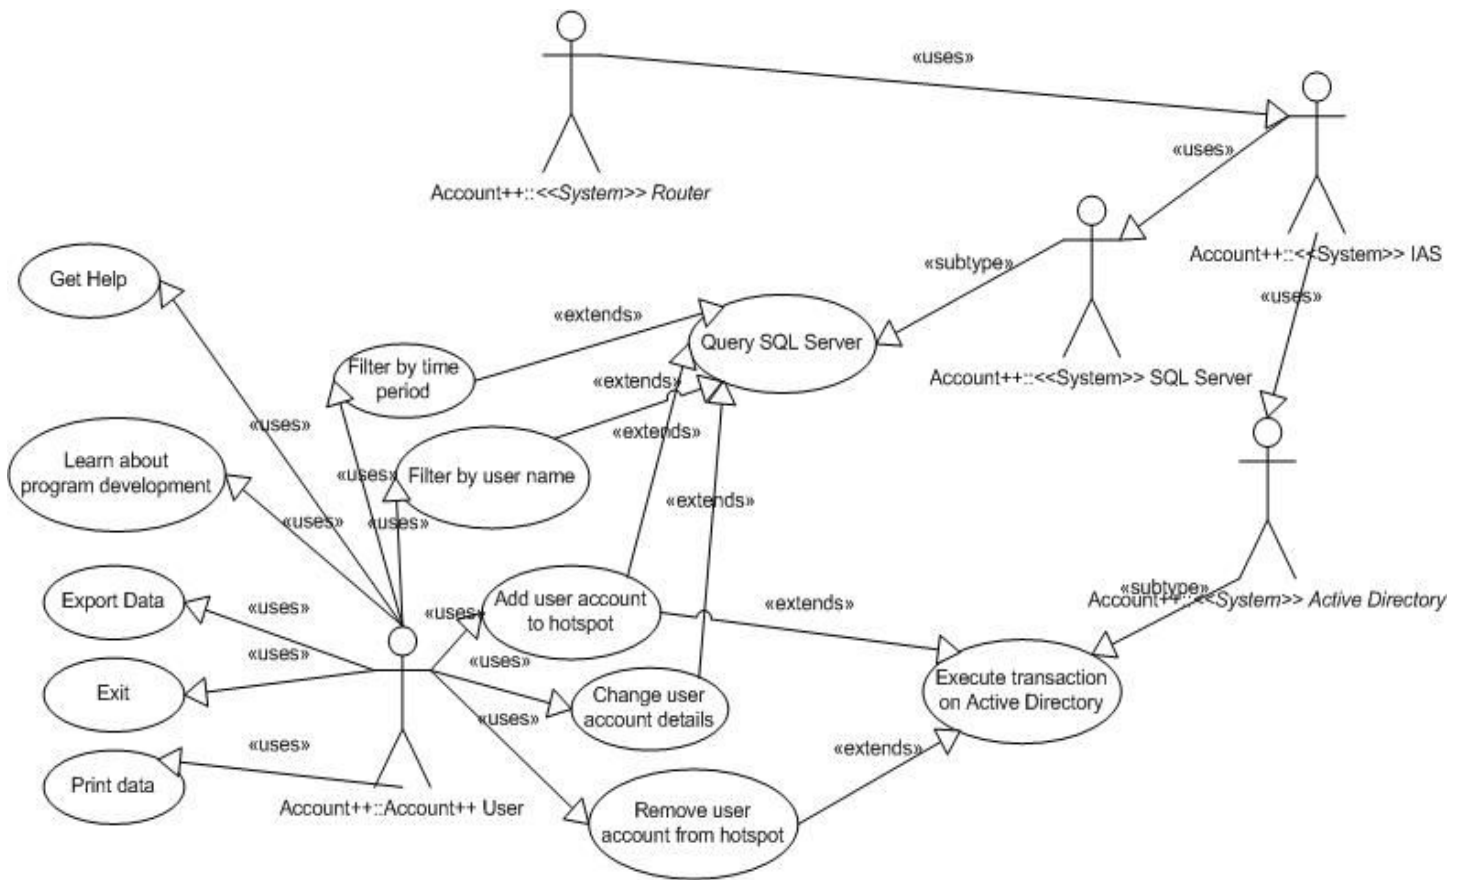 «uses»
Account++::<<System>> Router
«uses»
Account++::<<System>> IAS
«subtype»
Get Help
«uses»
«extends»
Query SQL Server
Filter by time
period
Account++::<<System>> SQL Server
«extends»
«uses»
«extends»
Learn about
program development
«uses»
Filter by user name
«extends»
«uses»
«uses»
«subtype»
Account++::<<System>> Active Directory
Export Data
«uses»
«uses»
Add user account
to hotspot
«extends»
«uses»
«uses»
Exit
Change user
account details
Execute transaction
on Active Directory
«uses»
«uses»
«extends»
Print data
Account++::Account++ User
Remove user
account from hotspot